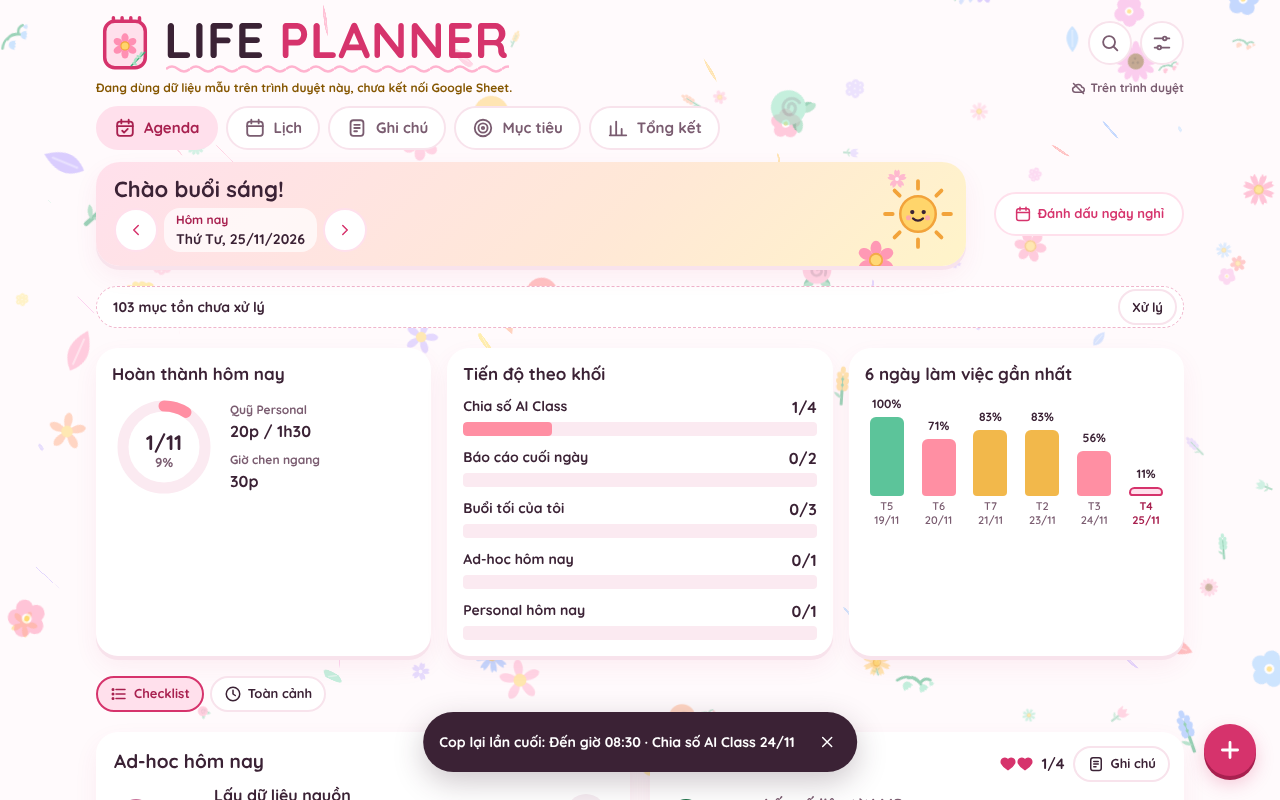 LIFE PLANNER
Đang dùng dữ liệu mẫu trên trình duyệt này, chưa kết nối Google Sheet.
Trên trình duyệt
Agenda
Lịch
Ghi chú
Mục tiêu
Tổng kết
Chào buổi sáng!
Hôm nay
Thứ Tư, 25/11/2026
Đánh dấu ngày nghỉ
103 mục tồn chưa xử lý
Xử lý
Hoàn thành hôm nay
1/11
9%
Quỹ Personal
20p / 1h30
Giờ chen ngang
30p
Tiến độ theo khối
Chia số AI Class 1/4
Báo cáo cuối ngày 0/2
Buổi tối của tôi 0/3
Ad-hoc hôm nay 0/1
Personal hôm nay 0/1
6 ngày làm việc gần nhất
100% 71% 83% 83% 56% 11%
T5 T6 T7 T2 T3 T4
19/11 20/11 21/11 23/11 24/11 25/11
Checklist
Toàn cảnh
Cop lại lần cuối: Đến giờ 08:30 · Chia số AI Class 24/11
Ad-hoc hôm nay
1/4
Ghi chú
Lấy dữ liệu nguồn